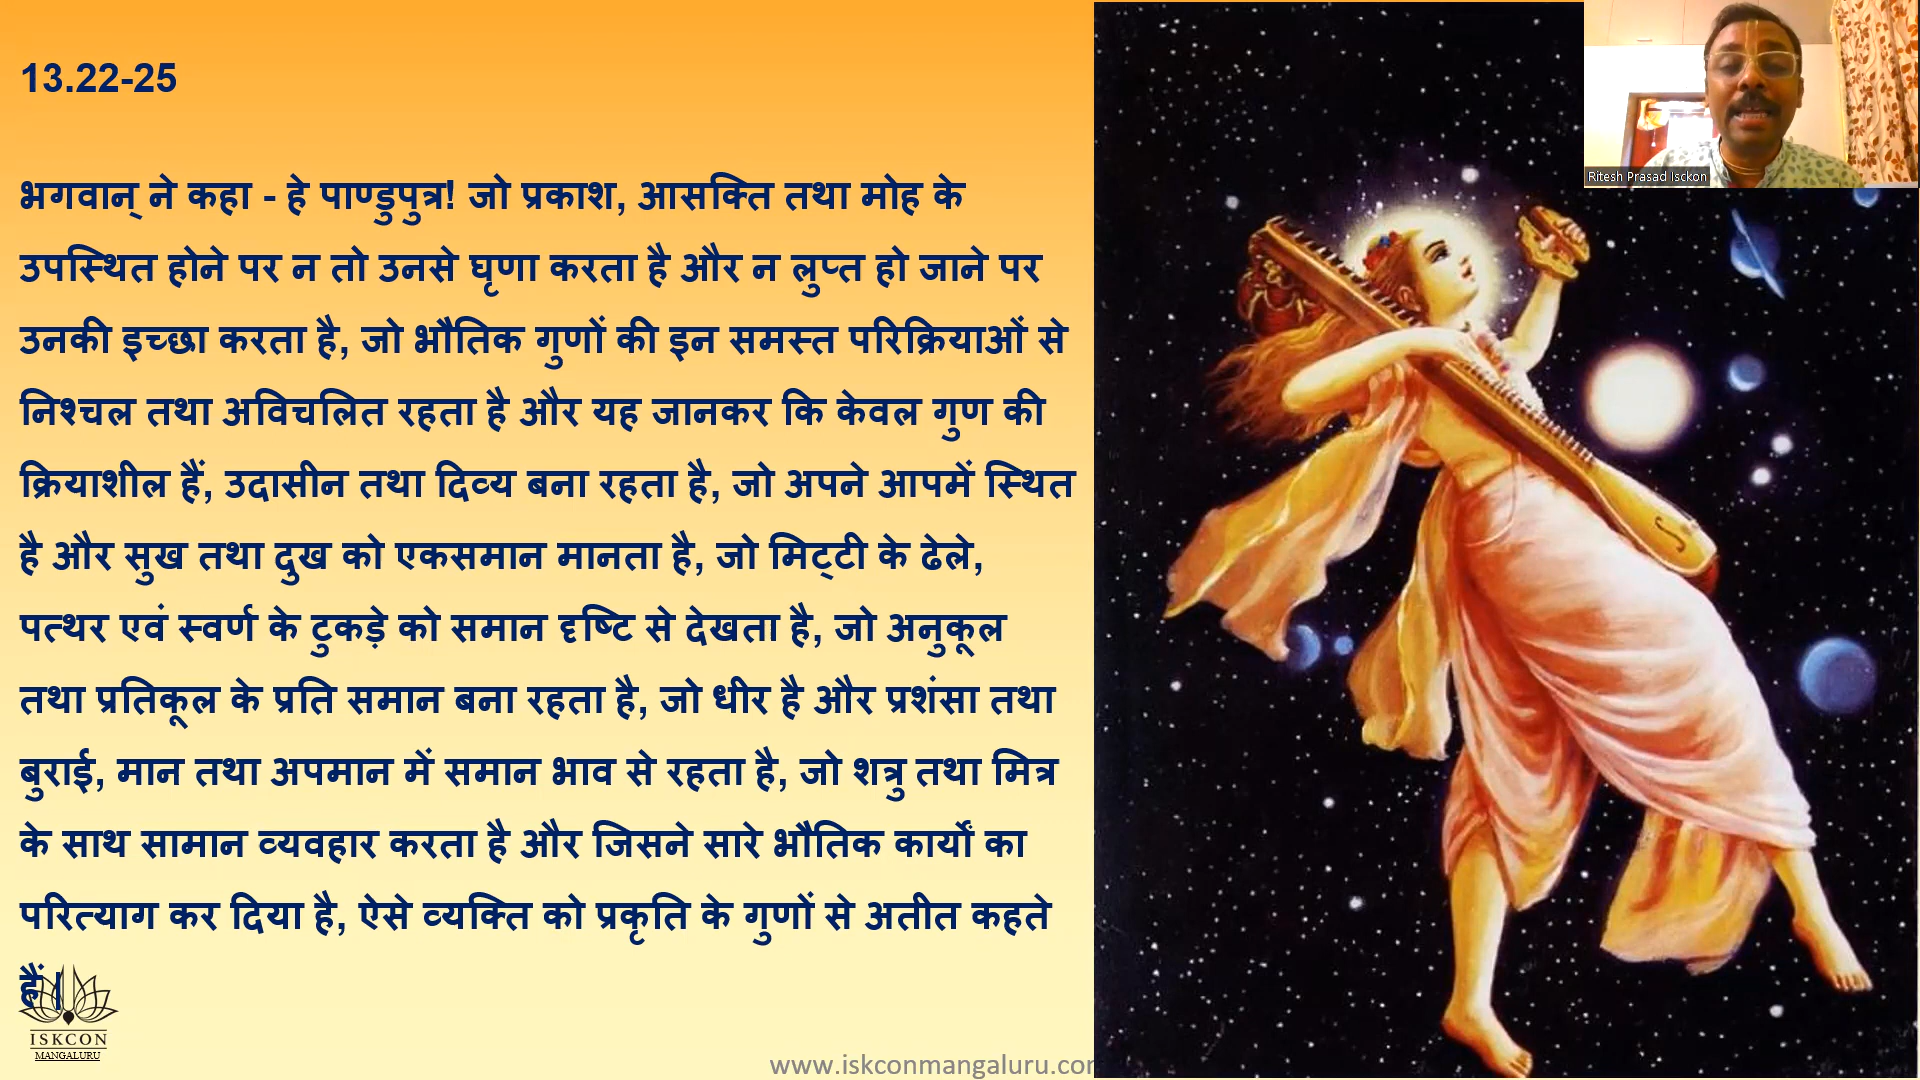 13.22-25
भगवान् ने कहा - हे पाण्डुपुत्र! जो प्रकाश, आसक्ति तथा मोह के
उपस्थित होने पर न तो उनसे घृणा करता है और न लुप्त हो जाने पर
उनकी इच्छा करता है, जो भौतिक गुणों की इन समस्त परिक्रियाओं से
निश्चल तथा अविचलित रहता है और यह जानकर कि केवल गुण की
क्रियाशील हैं, उदासीन तथा दिव्य बना रहता है, जो अपने आपमें स्थित
है और सुख तथा दुख को एकसमान मानता है, जो मिट्टी के ढेले,
पत्थर एवं स्वर्ण के टुकड़े को समान दृष्टि से देखता है, जो अनुकूल
तथा प्रतिकूल के प्रति समान बना रहता है, जो धीर है और प्रशंसा तथा
बुराई, मान तथा अपमान में समान भाव से रहता है, जो शत्रु तथा मित्र
के साथ सामान व्यवहार करता है और जिसने सारे भौतिक कार्यों का
परित्याग कर दिया है, ऐसे व्यक्ति को प्रकृति के गुणों से अतीत कहते
हैं |
ISKCON
MANGALURU
www.iskconmangaluru.com
Ritesh Prasad Isckon